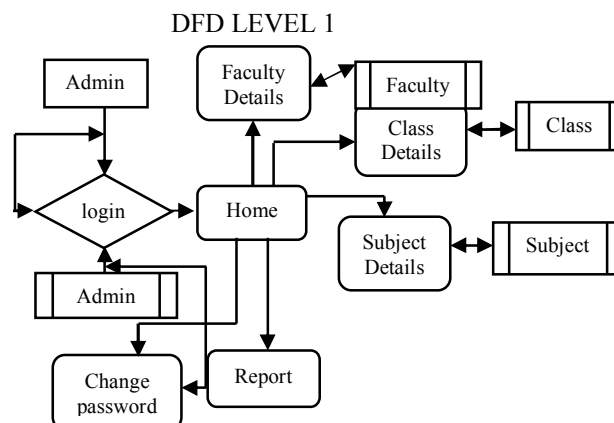 DFD LEVEL 1
Admin
Faculty
Details
Faculty
Class
Details
Class
login
Home
Subject
Details
Subject
Admin
Change
password
Report